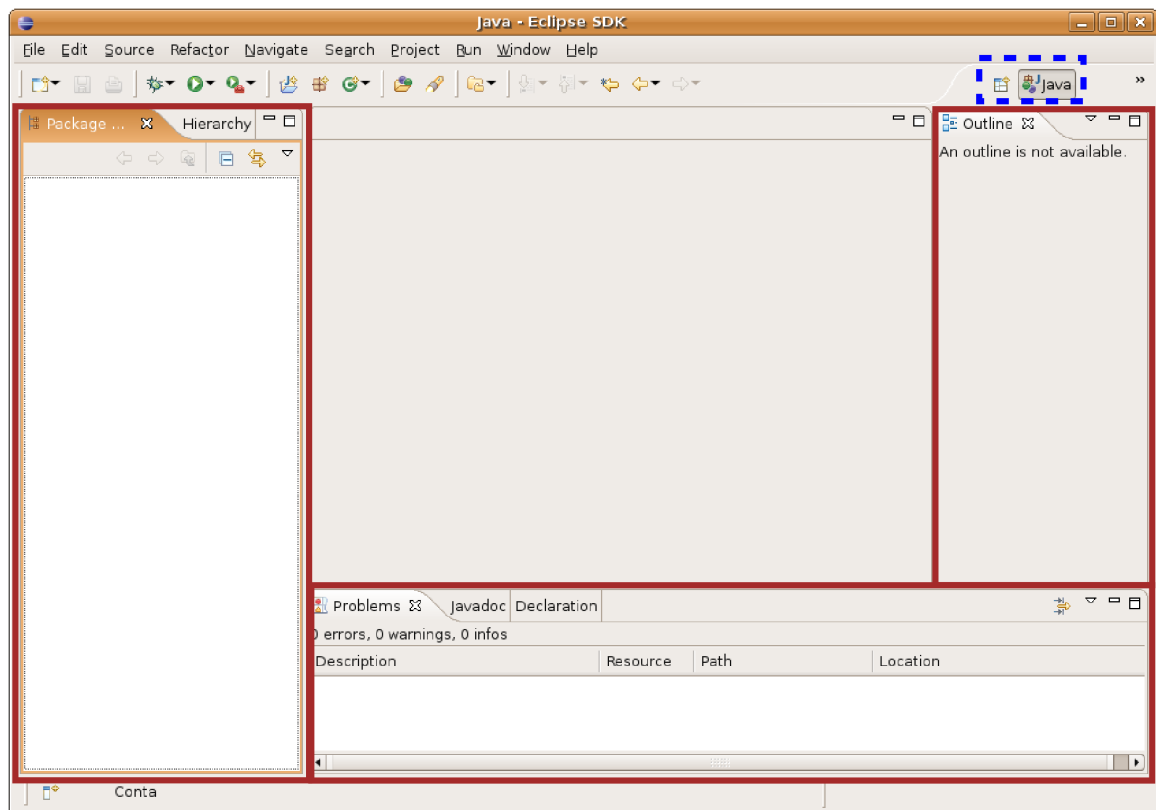 Java - Eclipse SDK
File Edit Source Refactor Navigate Search Project Run Window Help
Java »
Package ... Hierarchy
Outline
An outline is not available.
Problems Javadoc Declaration
0 errors, 0 warnings, 0 infos
Description Resource Path Location
Conta